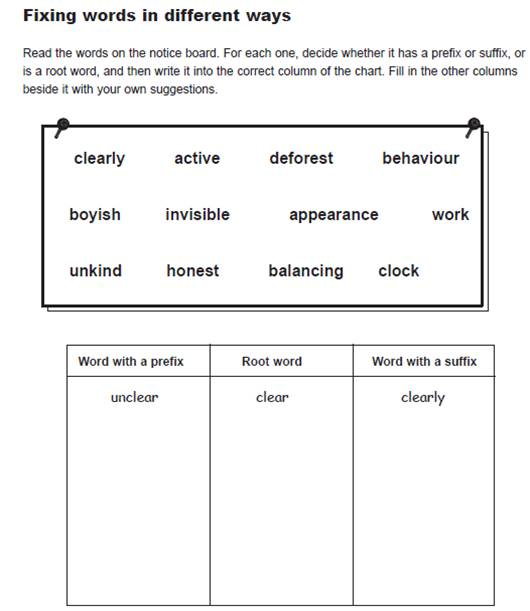 Fixing words in different ways
Read the words on the notice board. For each one, decide whether it has a prefix or suffix, or
is a root word, and then write it into the correct column of the chart. Fill in the other columns
beside it with your own suggestions.
clearly active deforest behaviour
boyish invisible appearance work
unkind honest balancing clock
Word with a prefix Root word Word with a suffix
unclear clear clearly